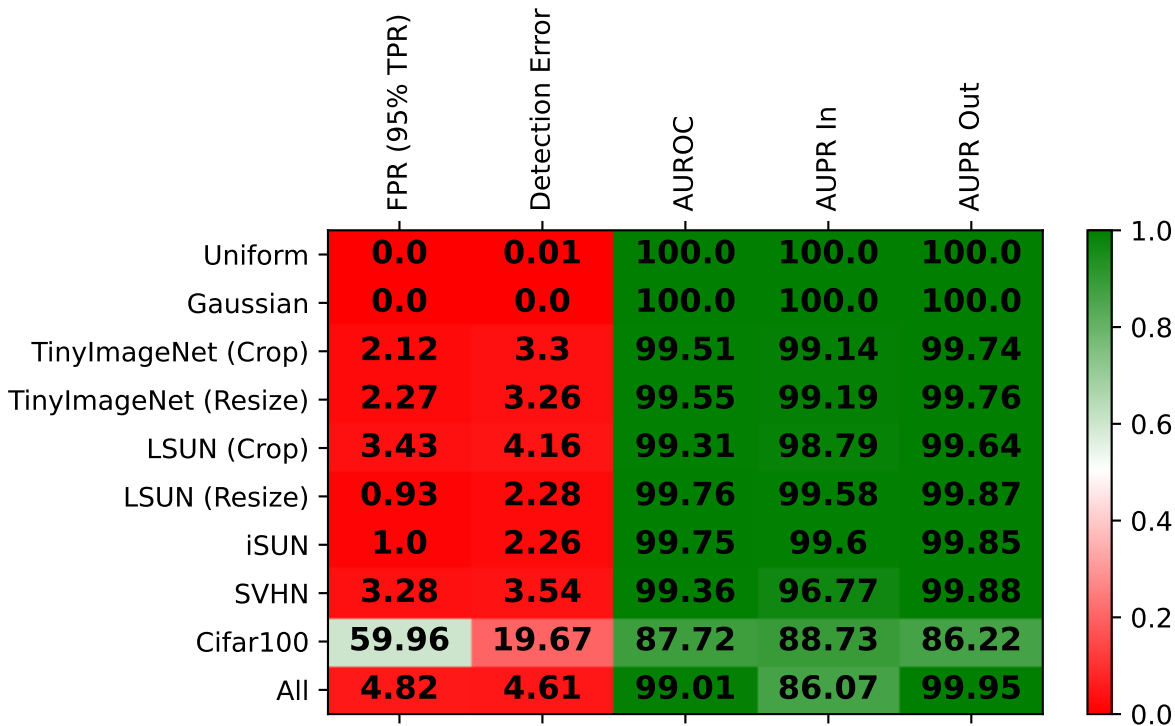 FPR (95% TPR)
Detection Error
AUROC
AUPR In
AUPR Out
Uniform 0.0 0.01 100.0 100.0 100.0
Gaussian 0.0 0.0 100.0 100.0 100.0
TinyImageNet (Crop) 2.12 3.3 99.51 99.14 99.74
TinyImageNet (Resize) 2.27 3.26 99.55 99.19 99.76
LSUN (Crop) 3.43 4.16 99.31 98.79 99.64
LSUN (Resize) 0.93 2.28 99.76 99.58 99.87
iSUN 1.0 2.26 99.75 99.6 99.85
SVHN 3.28 3.54 99.36 96.77 99.88
Cifar100 59.96 19.67 87.72 88.73 86.22
All 4.82 4.61 99.01 86.07 99.95
1.0
0.8
0.6
0.4
0.2
0.0